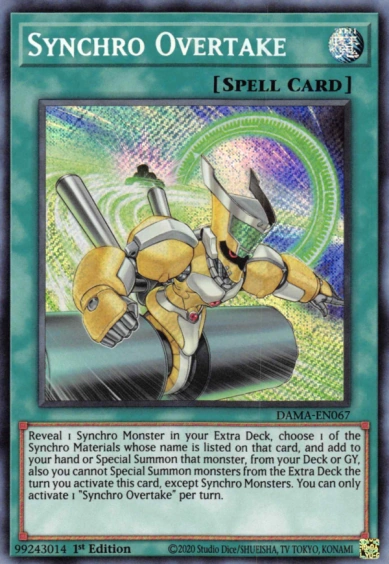 SYNCHRO OVERTAKE
[SPELL CARD]
DAMA-EN067
Reveal 1 Synchro Monster in your Extra Deck, choose 1 of the
Synchro Materials whose name is listed on that card, and add to
your hand or Special Summon that monster, from your Deck or GY,
also you cannot Special Summon monsters from the Extra Deck the
turn you activate this card, except Synchro Monsters. You can only
activate 1 "Synchro Overtake" per turn.
99243014 1st Edition ©2020 Studio Dice/SHUEISHA, TV TOKYO, KONAMI